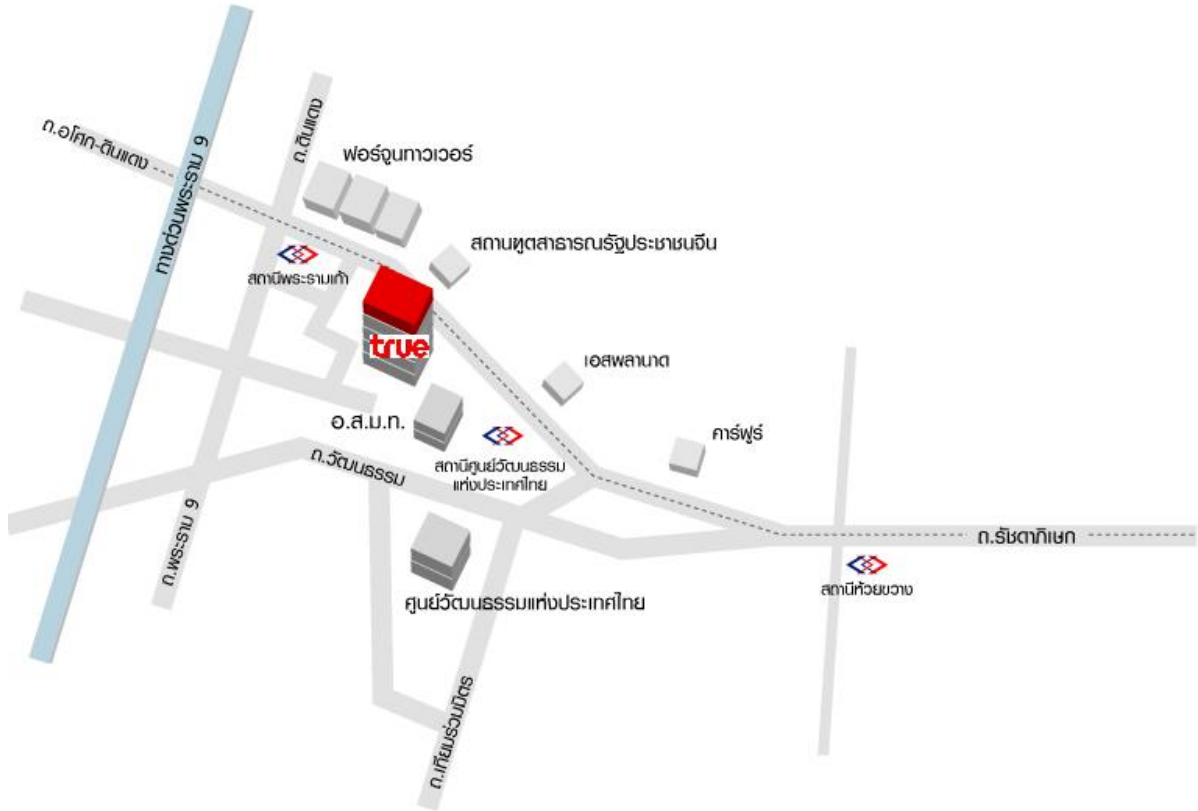 ถ.อโศก-ดินแดง
ทางด่วนพระราม 9
ถ.ดินแดง
ฟอร์จูนทาวเวอร์
สถานฑูตสาธารณรัฐประชาชนจีน
สถานีพระรามเก้า
true
เอสพลานาด
อ.ส.ม.ท.
คาร์ฟูร์
ถ.วัฒนธรรม
สถานีศูนย์วัฒนธรรม
แห่งประเทศไทย
ถ.พระราม 9
ถ.รัชดาภิเษก
สถานีห้วยขวาง
ศูนย์วัฒนธรรมแห่งประเทศไทย
ถ.เทียมร่วมมิตร